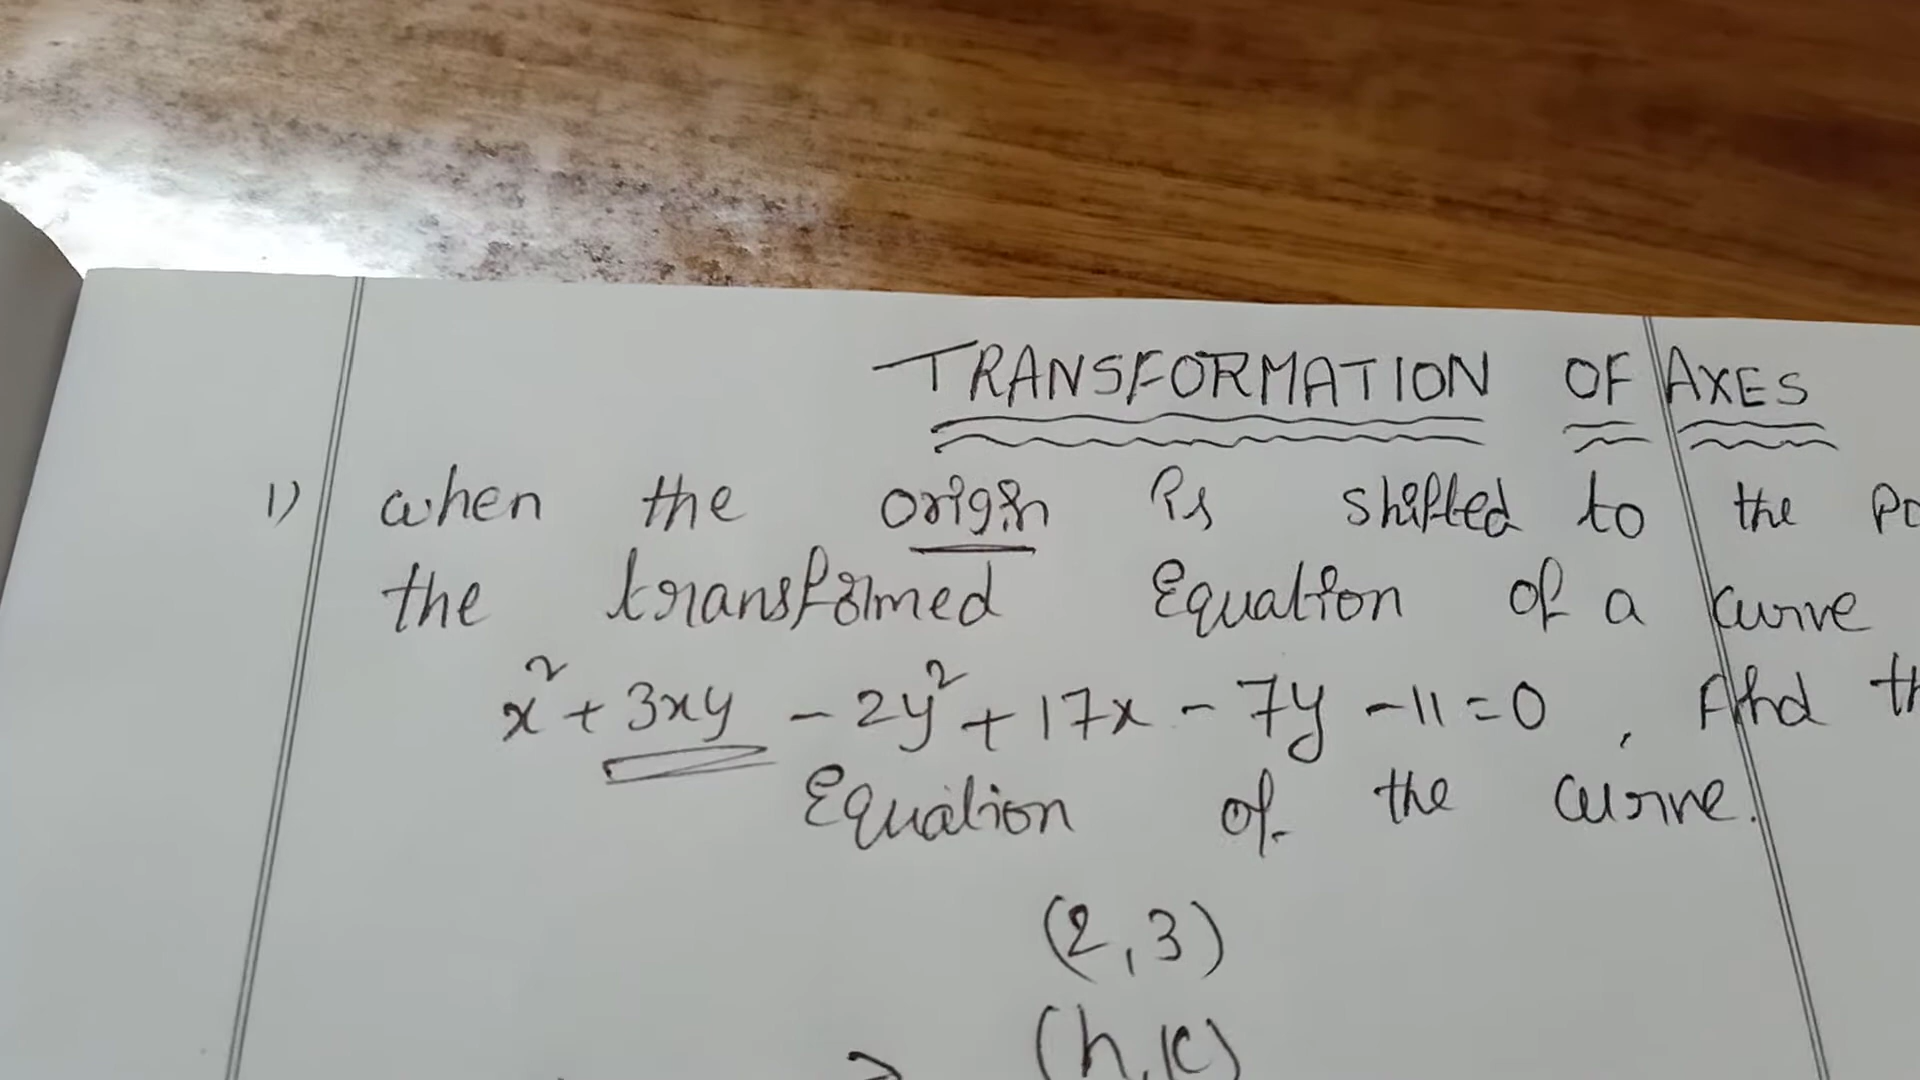 TRANSFORMATION OF AXES
1) when the origin is shifted to the
the transformed Equation of a curve
x² + 3xy - 2y² + 17x - 7y - 11 = 0 , find
Equation of the curve.
(2,3)
(h,k)